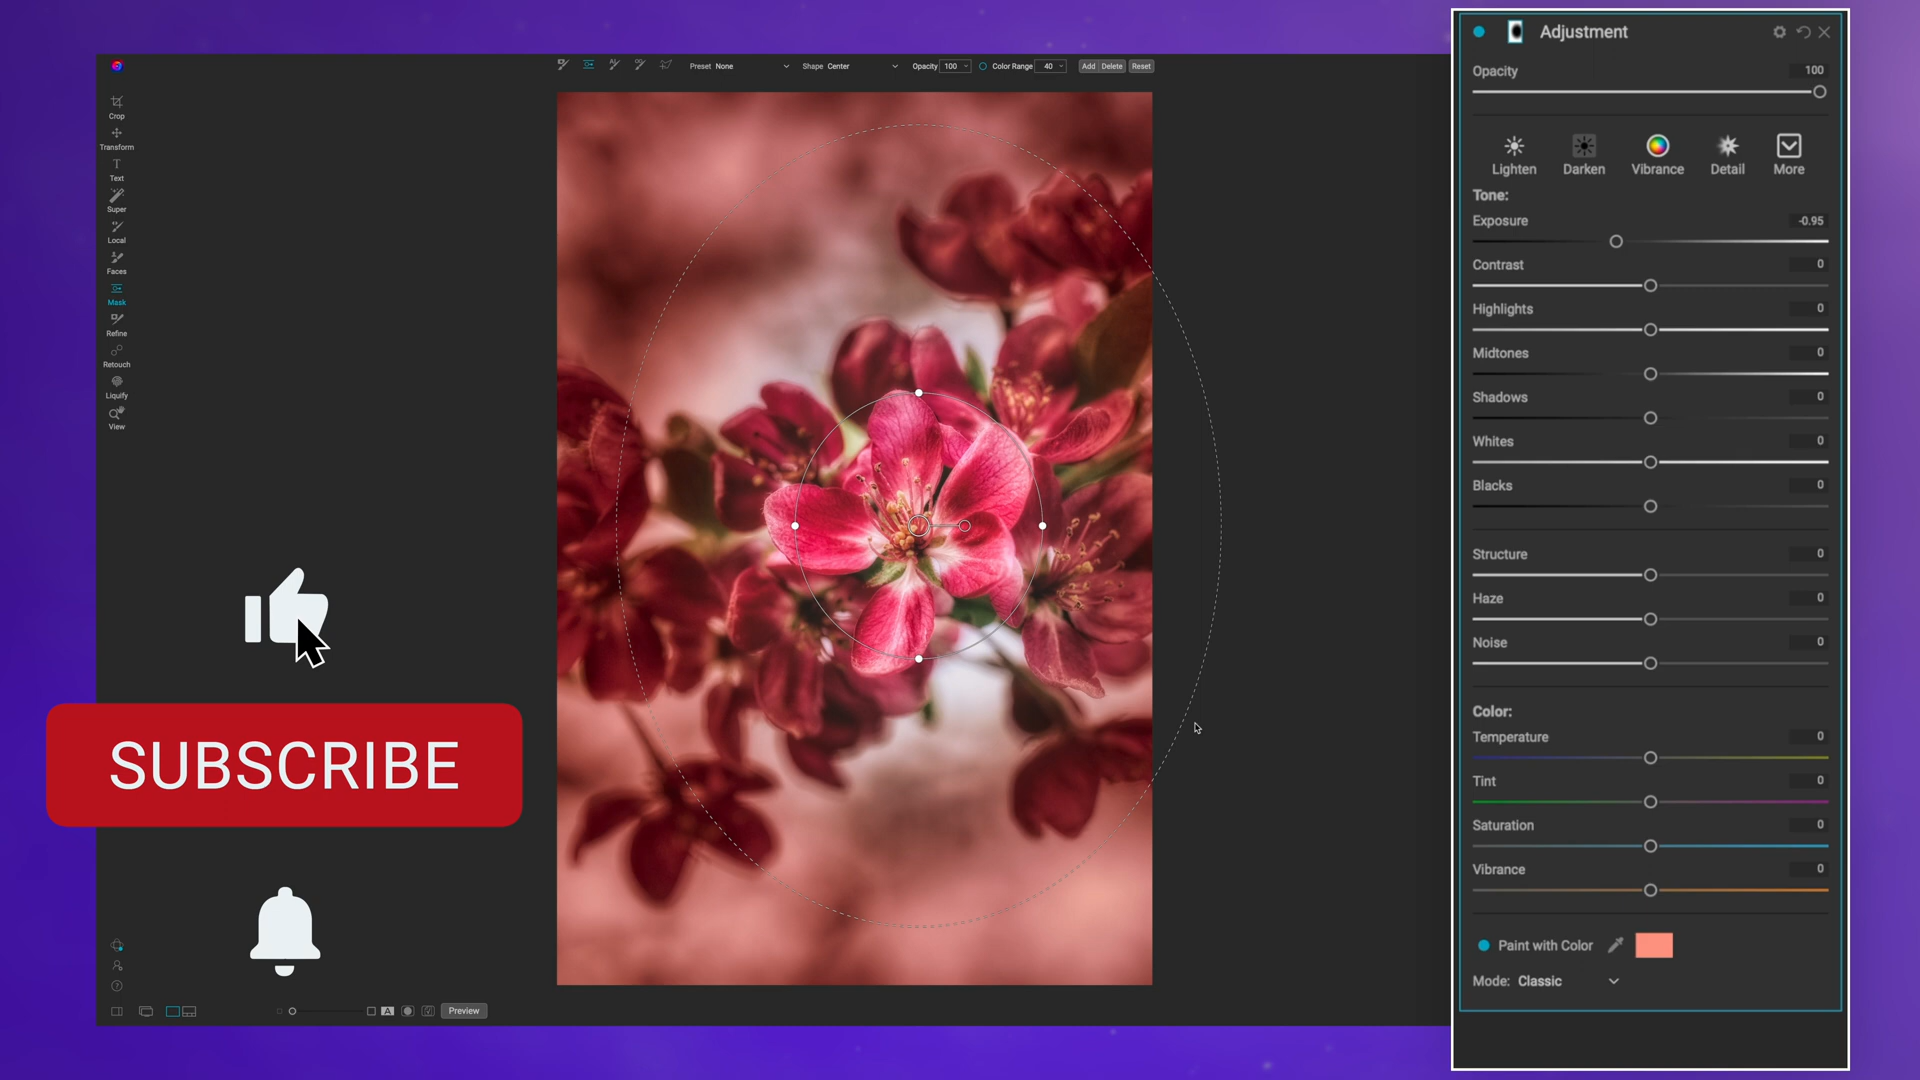 Preset None
Shape Center
Opacity 100
Color Range 40
Add Delete Reset
Crop
Transform
Text
Super
Local
Faces
Mask
Refine
Retouch
Liquify
View
SUBSCRIBE
A
Preview
Adjustment
Opacity 100
Lighten Darken Vibrance Detail More
Tone:
Exposure -0.95
Contrast 0
Highlights 0
Midtones 0
Shadows 0
Whites 0
Blacks 0
Structure 0
Haze 0
Noise 0
Color:
Temperature 0
Tint 0
Saturation 0
Vibrance 0
Paint with Color
Mode: Classic